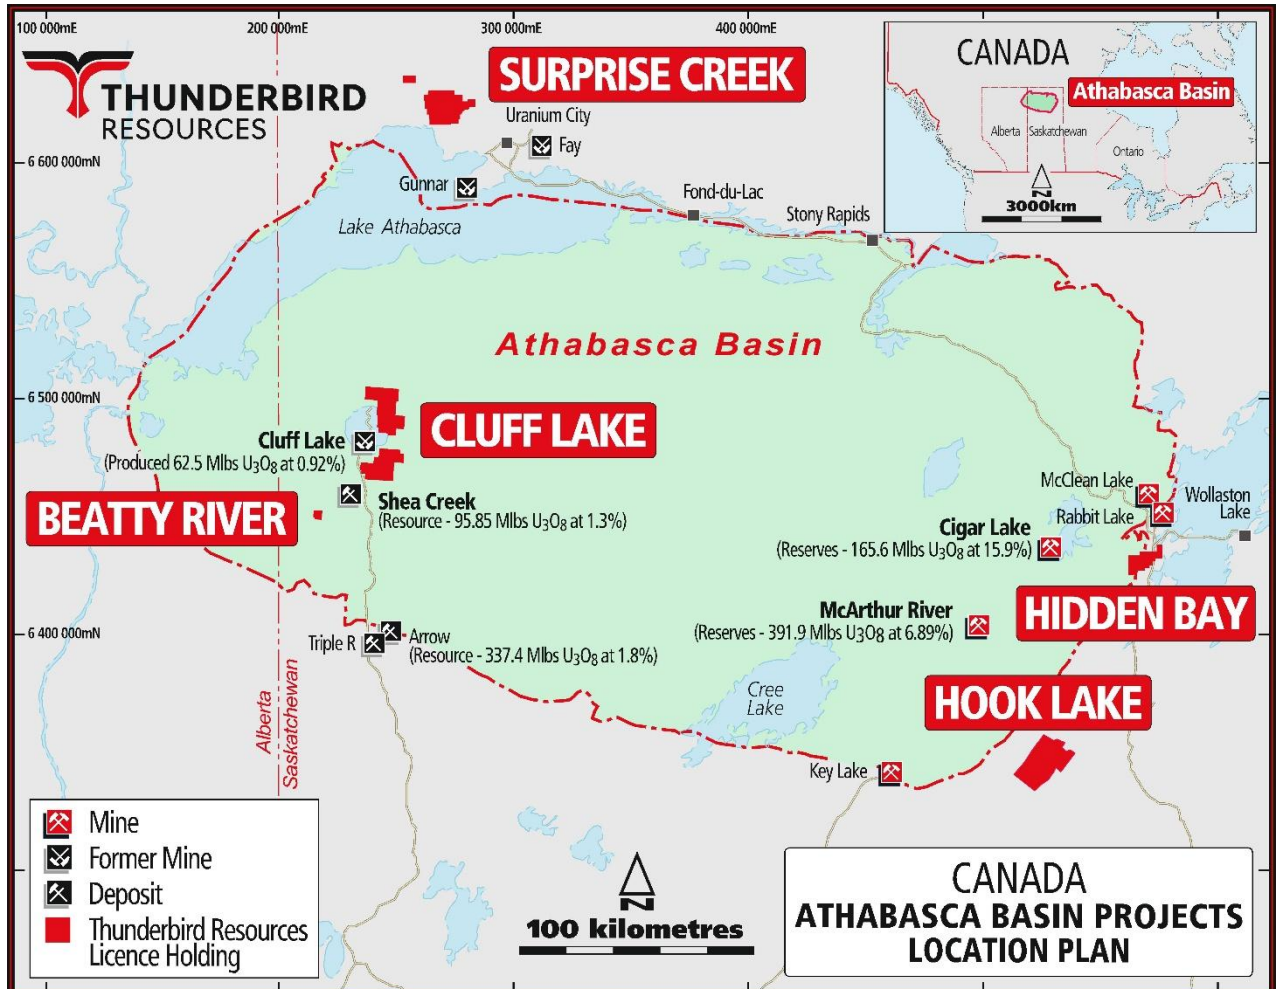 100 000mE
200 000mE
300 000mE
400 000mE
THUNDERBIRD
RESOURCES
SURPRISE CREEK
CANADA
Athabasca Basin
Alberta
Saskatchewan
Ontario
N
3000km
Uranium City
Fay
6 600 000mN
Gunnar
Fond-du-Lac
Stony Rapids
Lake Athabasca
Athabasca Basin
6 500 000mN
CLUFF LAKE
Cluff Lake
(Produced 62.5 Mlbs U₃O₈ at 0.92%)
Shea Creek
(Resource - 95.85 Mlbs U₃O₈ at 1.3%)
BEATTY RIVER
McClean Lake
Rabbit Lake
Wollaston
Lake
Cigar Lake
(Reserves - 165.6 Mlbs U₃O₈ at 15.9%)
HIDDEN BAY
McArthur River
(Reserves - 391.9 Mlbs U₃O₈ at 6.89%)
6 400 000mN
Triple R
Arrow
(Resource - 337.4 Mlbs U₃O₈ at 1.8%)
HOOK LAKE
Cree
Lake
Alberta
Saskatchewan
Key Lake
Mine
Former Mine
Deposit
Thunderbird Resources
Licence Holding
N
100 kilometres
CANADA
ATHABASCA BASIN PROJECTS
LOCATION PLAN